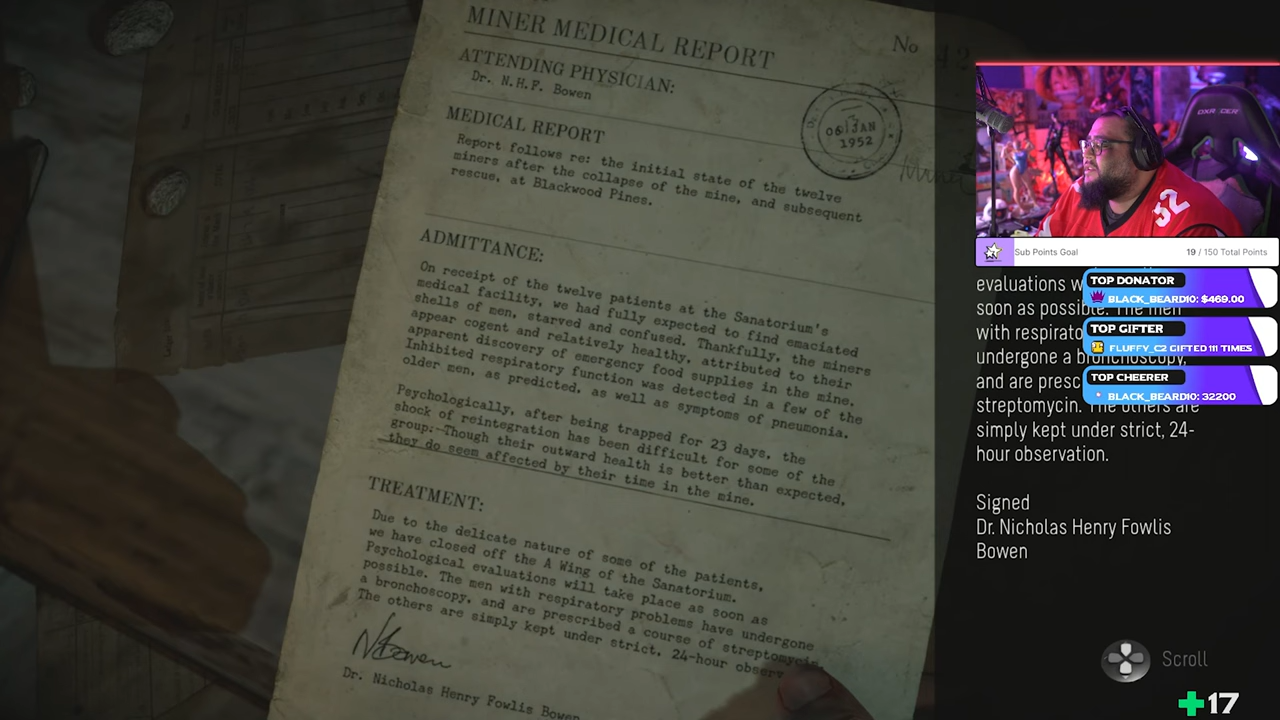 MINER MEDICAL REPORT
No
42
ATTENDING PHYSICIAN:
Dr. N.H.F. Bowen
06 JAN
1952
MEDICAL REPORT
Report follows re: the initial state of the twelve
miners after the collapse of the mine, and subsequent
rescue, at Blackwood Pines.
ADMITTANCE:
On receipt of the twelve patients at the Sanatorium's
medical facility, we had fully expected to find emaciated
shells of men, starved and confused. Thankfully, the miners
appear cogent and relatively healthy, attributed to their
apparent discovery of emergency food supplies in the mine.
Inhibited respiratory function was detected in a few of the
older men, as predicted, as well as symptoms of pneumonia.
Psychologically, after being trapped for 23 days, the
shock of reintegration has been difficult for some of the
group. Though their outward health is better than expected,
they do seem affected by their time in the mine.
TREATMENT:
Due to the delicate nature of some of the patients,
we have closed off the A Wing of the Sanatorium.
Psychological evaluations will take place as soon as
possible. The men with respiratory problems have undergone
a bronchoscopy, and are prescribed a course of streptomycin.
The others are simply kept under strict, 24-hour observ
NBowen
Dr. Nicholas Henry Fowlis Bowen
DXRACER
52
Sub Points Goal
19 / 150 Total Points
evaluations w
TOP DONATOR
BLACK_BEARD10: $469.00
soon as possible. The men
with respirato
TOP GIFTER
FLUFFY_C2 GIFTED 111 TIMES
undergone a bronchoscopy,
and are presc
TOP CHEERER
BLACK_BEARD10: 32200
streptomycin. The others are
simply kept under strict, 24-
hour observation.
Signed
Dr. Nicholas Henry Fowlis
Bowen
Scroll
+17